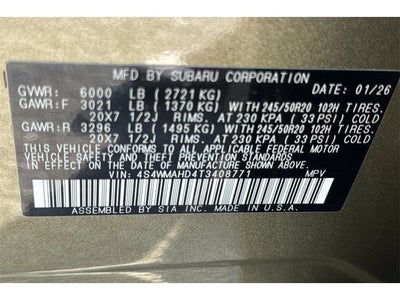 MFD BY SUBARU CORPORATION
GVWR: 6000 LB (2721 KG) DATE: 01/26
GAWR:F 3021 LB (1370 KG) WITH 245/50R20 102H TIRES.
20X7 1/2J RIMS. AT 230 KPA (33 PSI) COLD
GAWR:R 3296 LB (1495 KG) WITH 245/50R20 102H TIRES.
20X7 1/2J RIMS. AT 230 KPA (33 PSI) COLD
THIS VEHICLE CONFORMS TO ALL APPLICABLE FEDERAL MOTOR
VEHICLE SAFETY AND THEFT PREVENTION STANDARDS
IN EFFECT ON THE DATE OF MANUFACTURE SHOWN ABOVE.
VIN: 4S4WMAHD4T3408771 MPV
ASSEMBLED BY SIA INC. IN U.S.A.